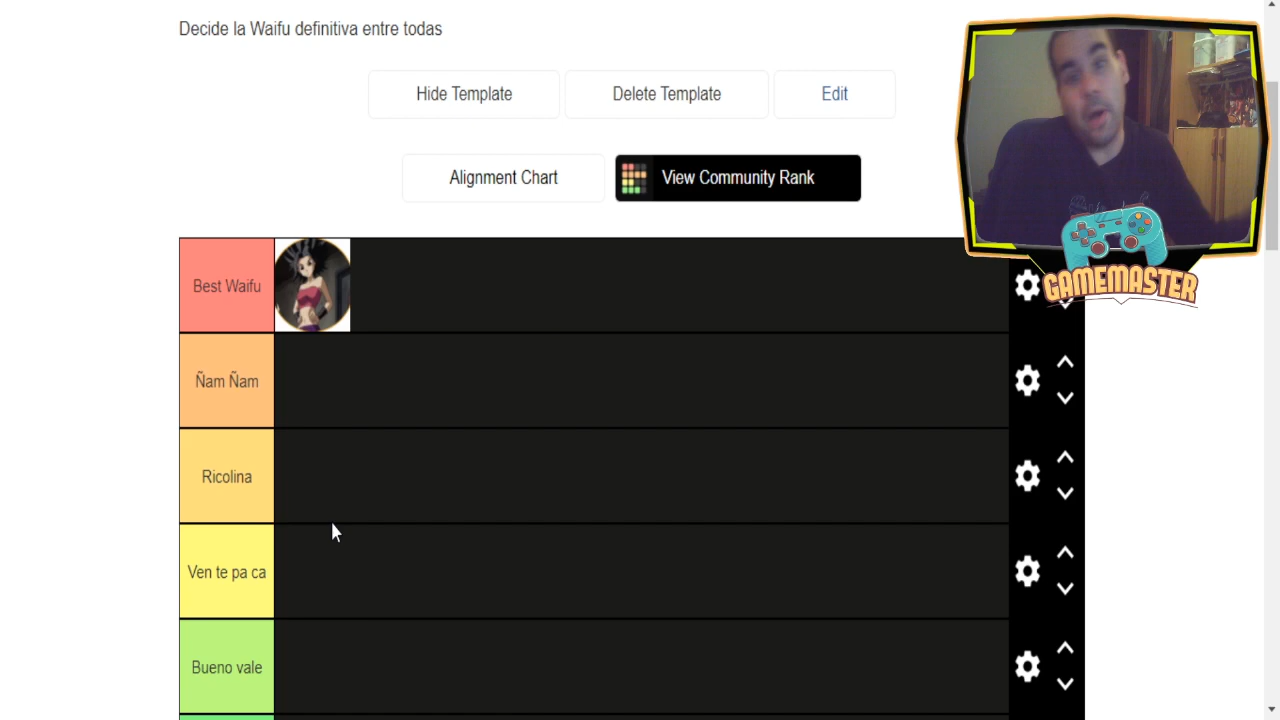 Decide la Waifu definitiva entre todas
Hide Template
Delete Template
Edit
Alignment Chart
View Community Rank
GAMEMASTER
Best Waifu
Ñam Ñam
Ricolina
Ven te pa ca
Bueno vale